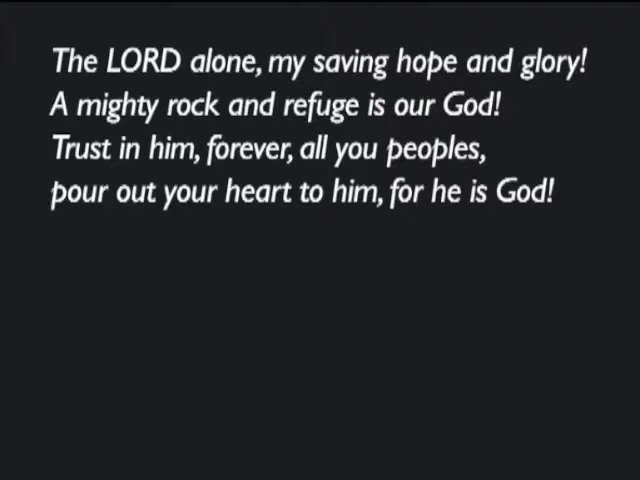 The LORD alone, my saving hope and glory!
A mighty rock and refuge is our God!
Trust in him, forever, all you peoples,
pour out your heart to him, for he is God!